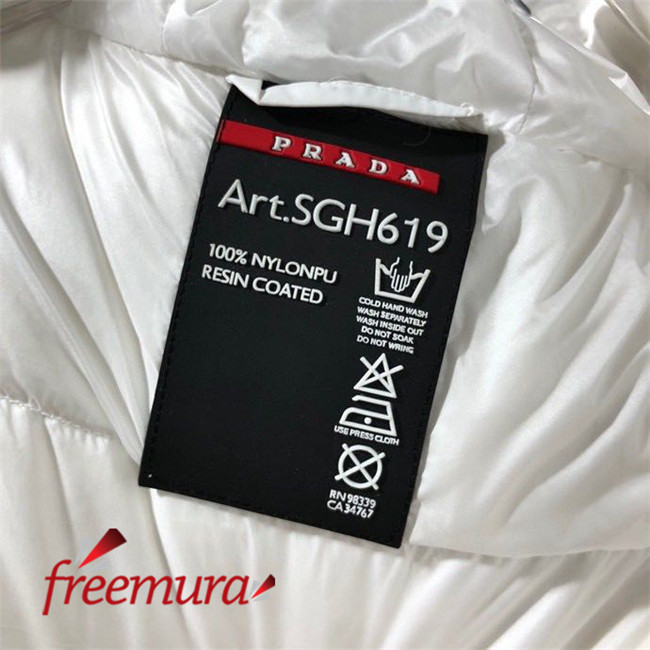 PRADA
Art.SGH619
100% NYLONPU
RESIN COATED
COLD HAND WASH
WASH SEPARATELY
WASH INSIDE OUT
DO NOT SOAK
DO NOT WRING
USE PRESS CLOTH
RN 98339
CA 34767
freemura